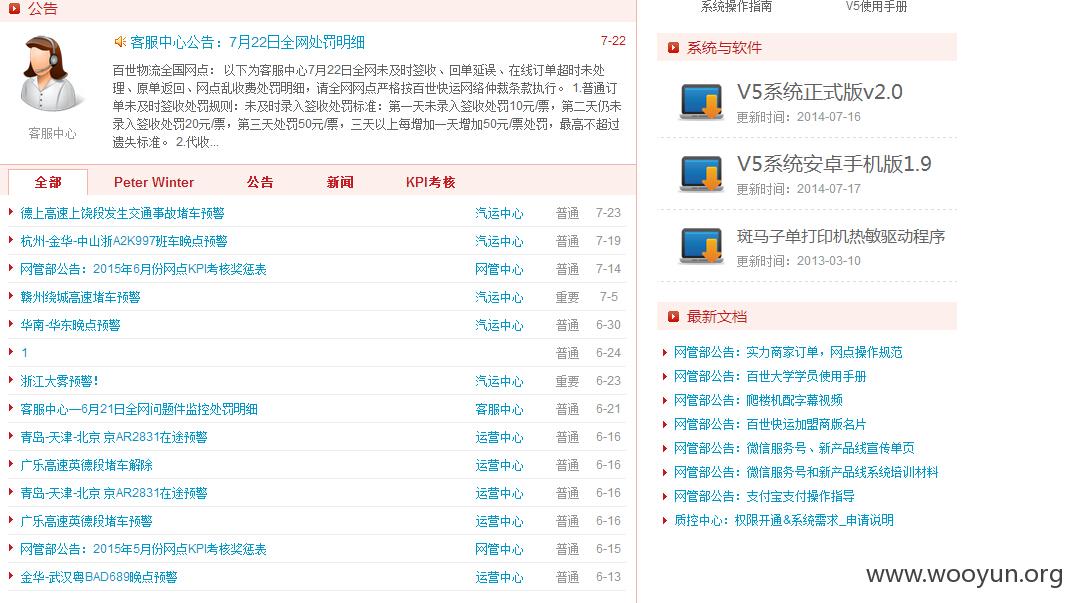 公告
客服中心公告：7月22日全网处罚明细 7-22
百世物流全国网点： 以下为客服中心7月22日全网未及时签收、回单延误、在线订单超时未处
理、原单返回、网点乱收费处罚明细，请全网网点严格按百世快运网络仲裁条款执行。 1.普通订
单未及时签收处罚规则：未及时录入签收处罚标准：第一天未录入签收处罚10元/票，第二天仍未
录入签收处罚20元/票，第三天处罚50元/票，三天以上每增加一天增加50元/票处罚，最高不超过
遗失标准。 2.代收...
客服中心
全部 Peter Winter 公告 新闻 KPI考核
德上高速上饶段发生交通事故堵车预警 汽运中心 普通 7-23
杭州-金华-中山浙A2K997班车晚点预警 汽运中心 普通 7-19
网管部公告：2015年6月份网点KPI考核奖惩表 网管中心 普通 7-14
赣州绕城高速堵车预警 汽运中心 重要 7-5
华南-华东晚点预警 汽运中心 普通 6-30
1 普通 6-24
浙江大雾预警！ 汽运中心 重要 6-23
客服中心—6月21日全网问题件监控处罚明细 客服中心 普通 6-21
青岛-天津-北京 京AR2831在途预警 运营中心 普通 6-16
广乐高速英德段堵车解除 运营中心 普通 6-16
青岛-天津-北京 京AR2831在途预警 运营中心 普通 6-16
广乐高速英德段堵车预警 运营中心 普通 6-16
网管部公告：2015年5月份网点KPI考核奖惩表 网管中心 普通 6-15
金华-武汉粤BAD689晚点预警 运营中心 普通 6-13
系统操作指南 V5使用手册
系统与软件
V5系统正式版v2.0
更新时间：2014-07-16
V5系统安卓手机版1.9
更新时间：2014-07-17
斑马子单打印机热敏驱动程序
更新时间：2013-03-10
最新文档
网管部公告：实力商家订单，网点操作规范
网管部公告：百世大学学员使用手册
网管部公告：爬楼机配字幕视频
网管部公告：百世快运加盟商版名片
网管部公告：微信服务号、新产品线宣传单页
网管部公告：微信服务号和新产品线系统培训材料
网管部公告：支付宝支付操作指导
质控中心：权限开通&系统需求_申请说明
www.wooyun.org